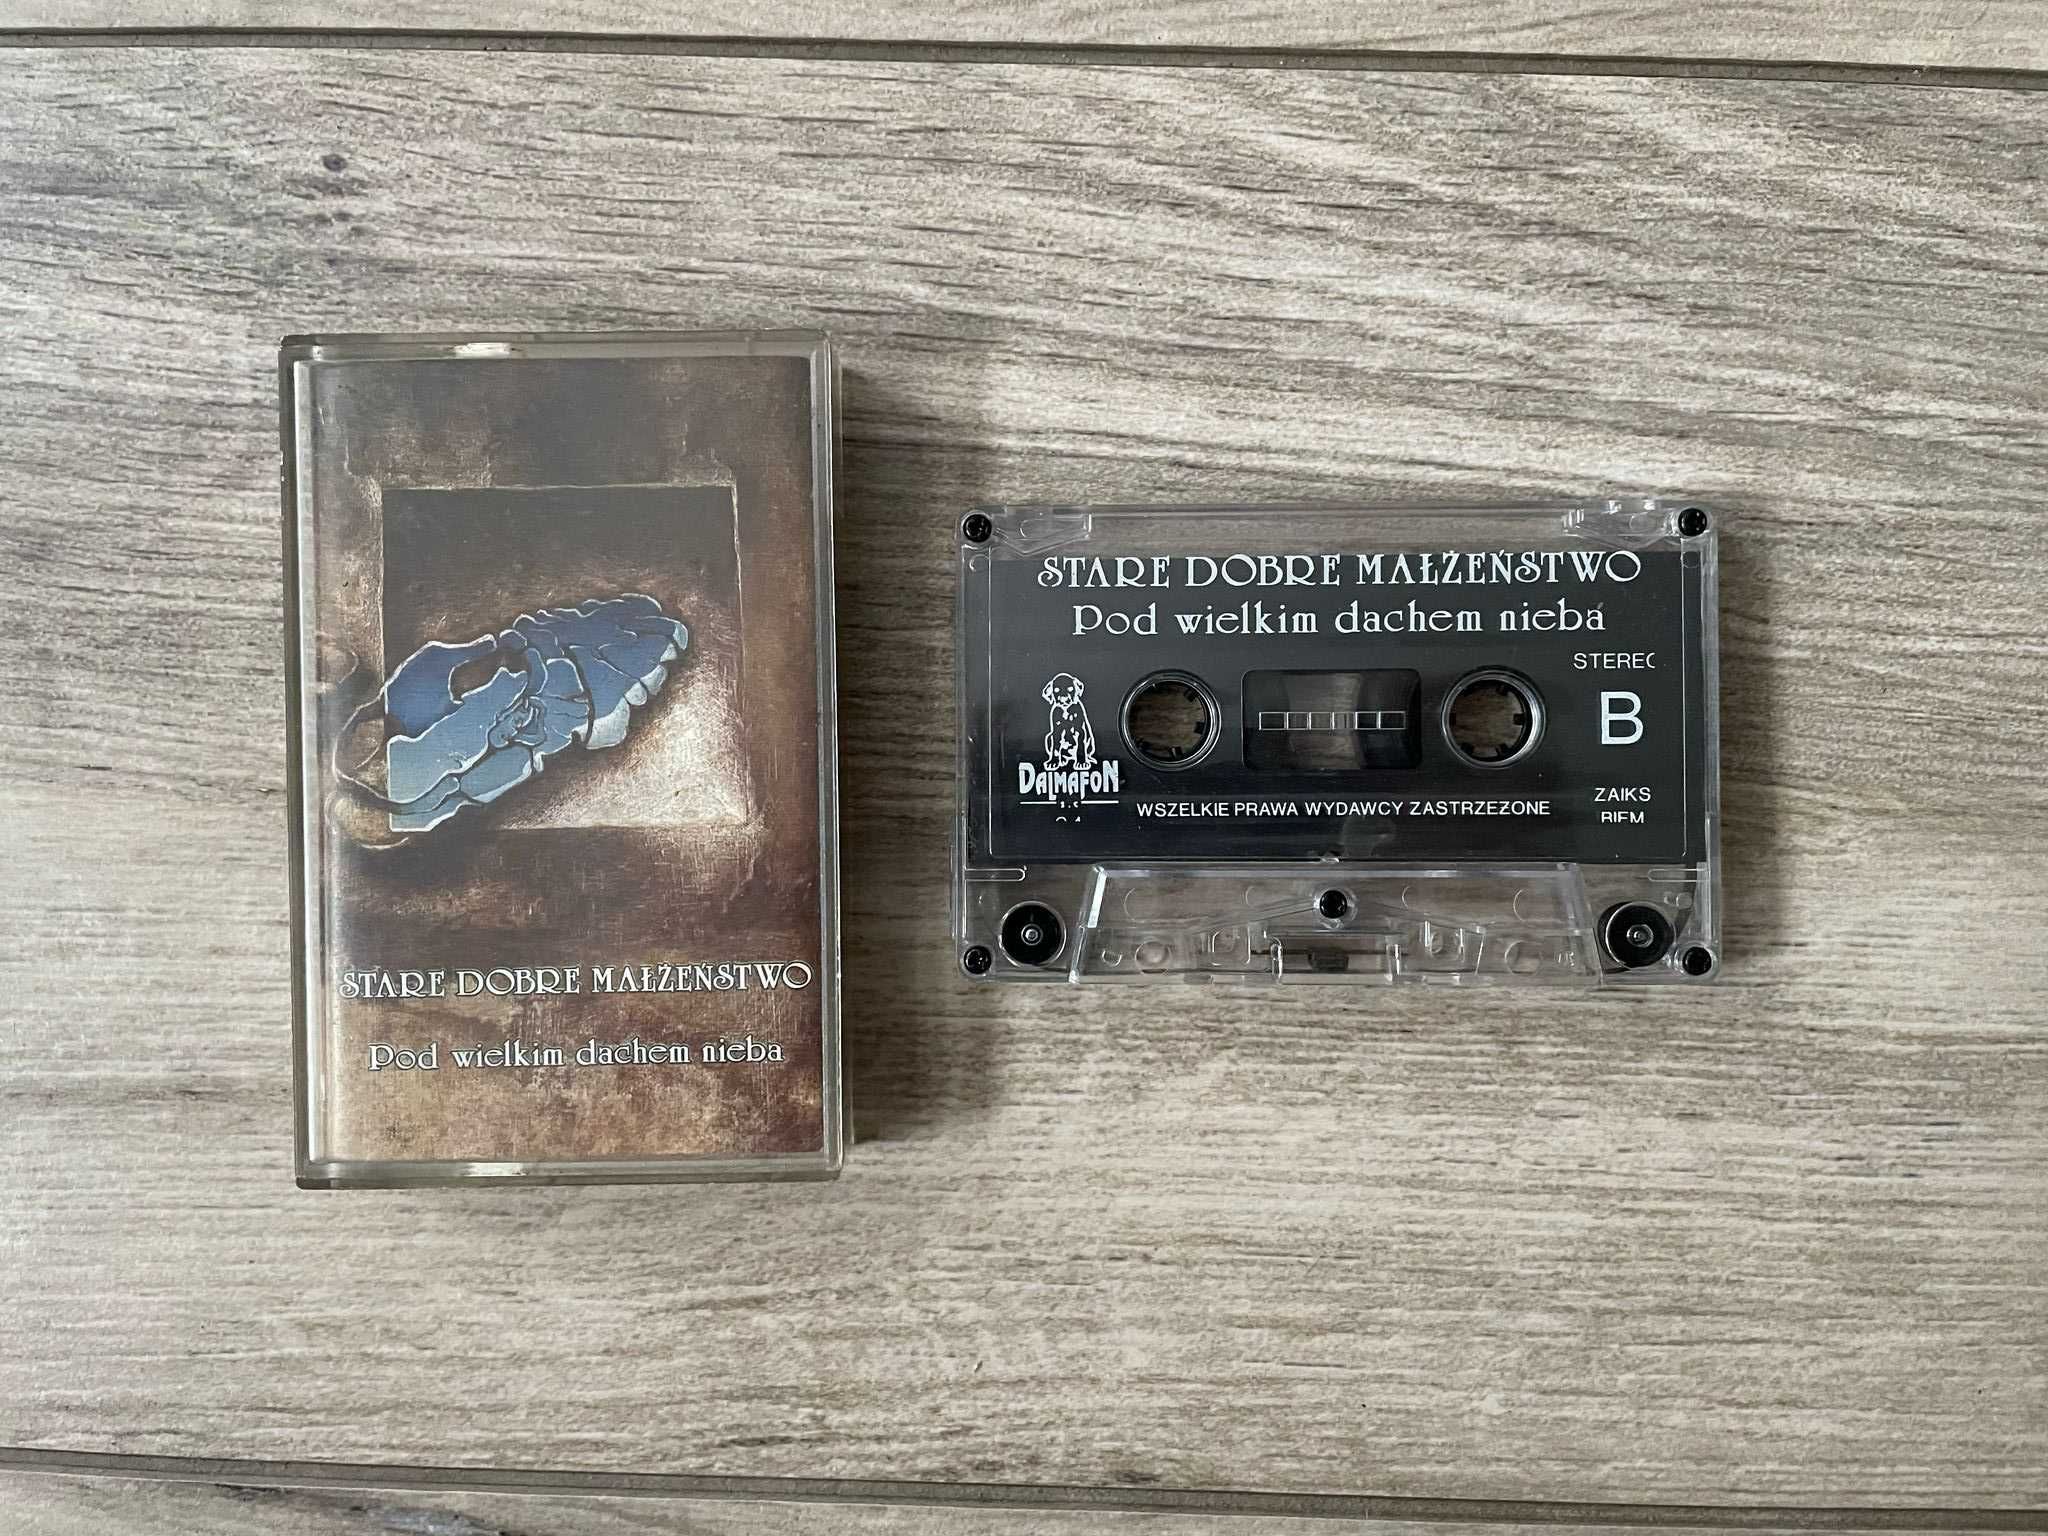 STARE DOBRE MAŁŻEŃSTWO
Pod wielkim dachem nieba
STARE DOBRE MAŁŻEŃSTWO
Pod wielkim dachem nieba
STEREO
B
DALMAFON
s.c
WSZELKIE PRAWA WYDAWCY ZASTRZEŻONE
ZAIKS
BIEM